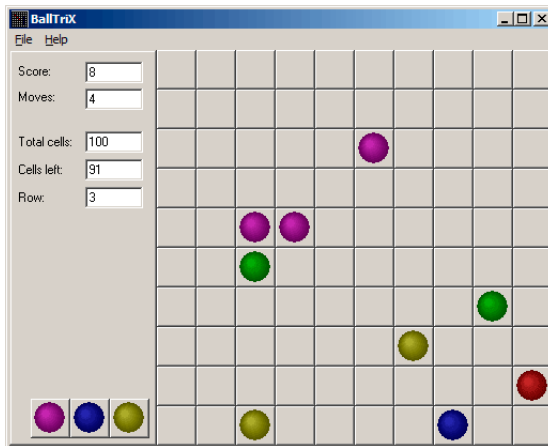 BallTriX
File Help
Score: 8
Moves: 4
Total cells: 100
Cells left: 91
Row: 3